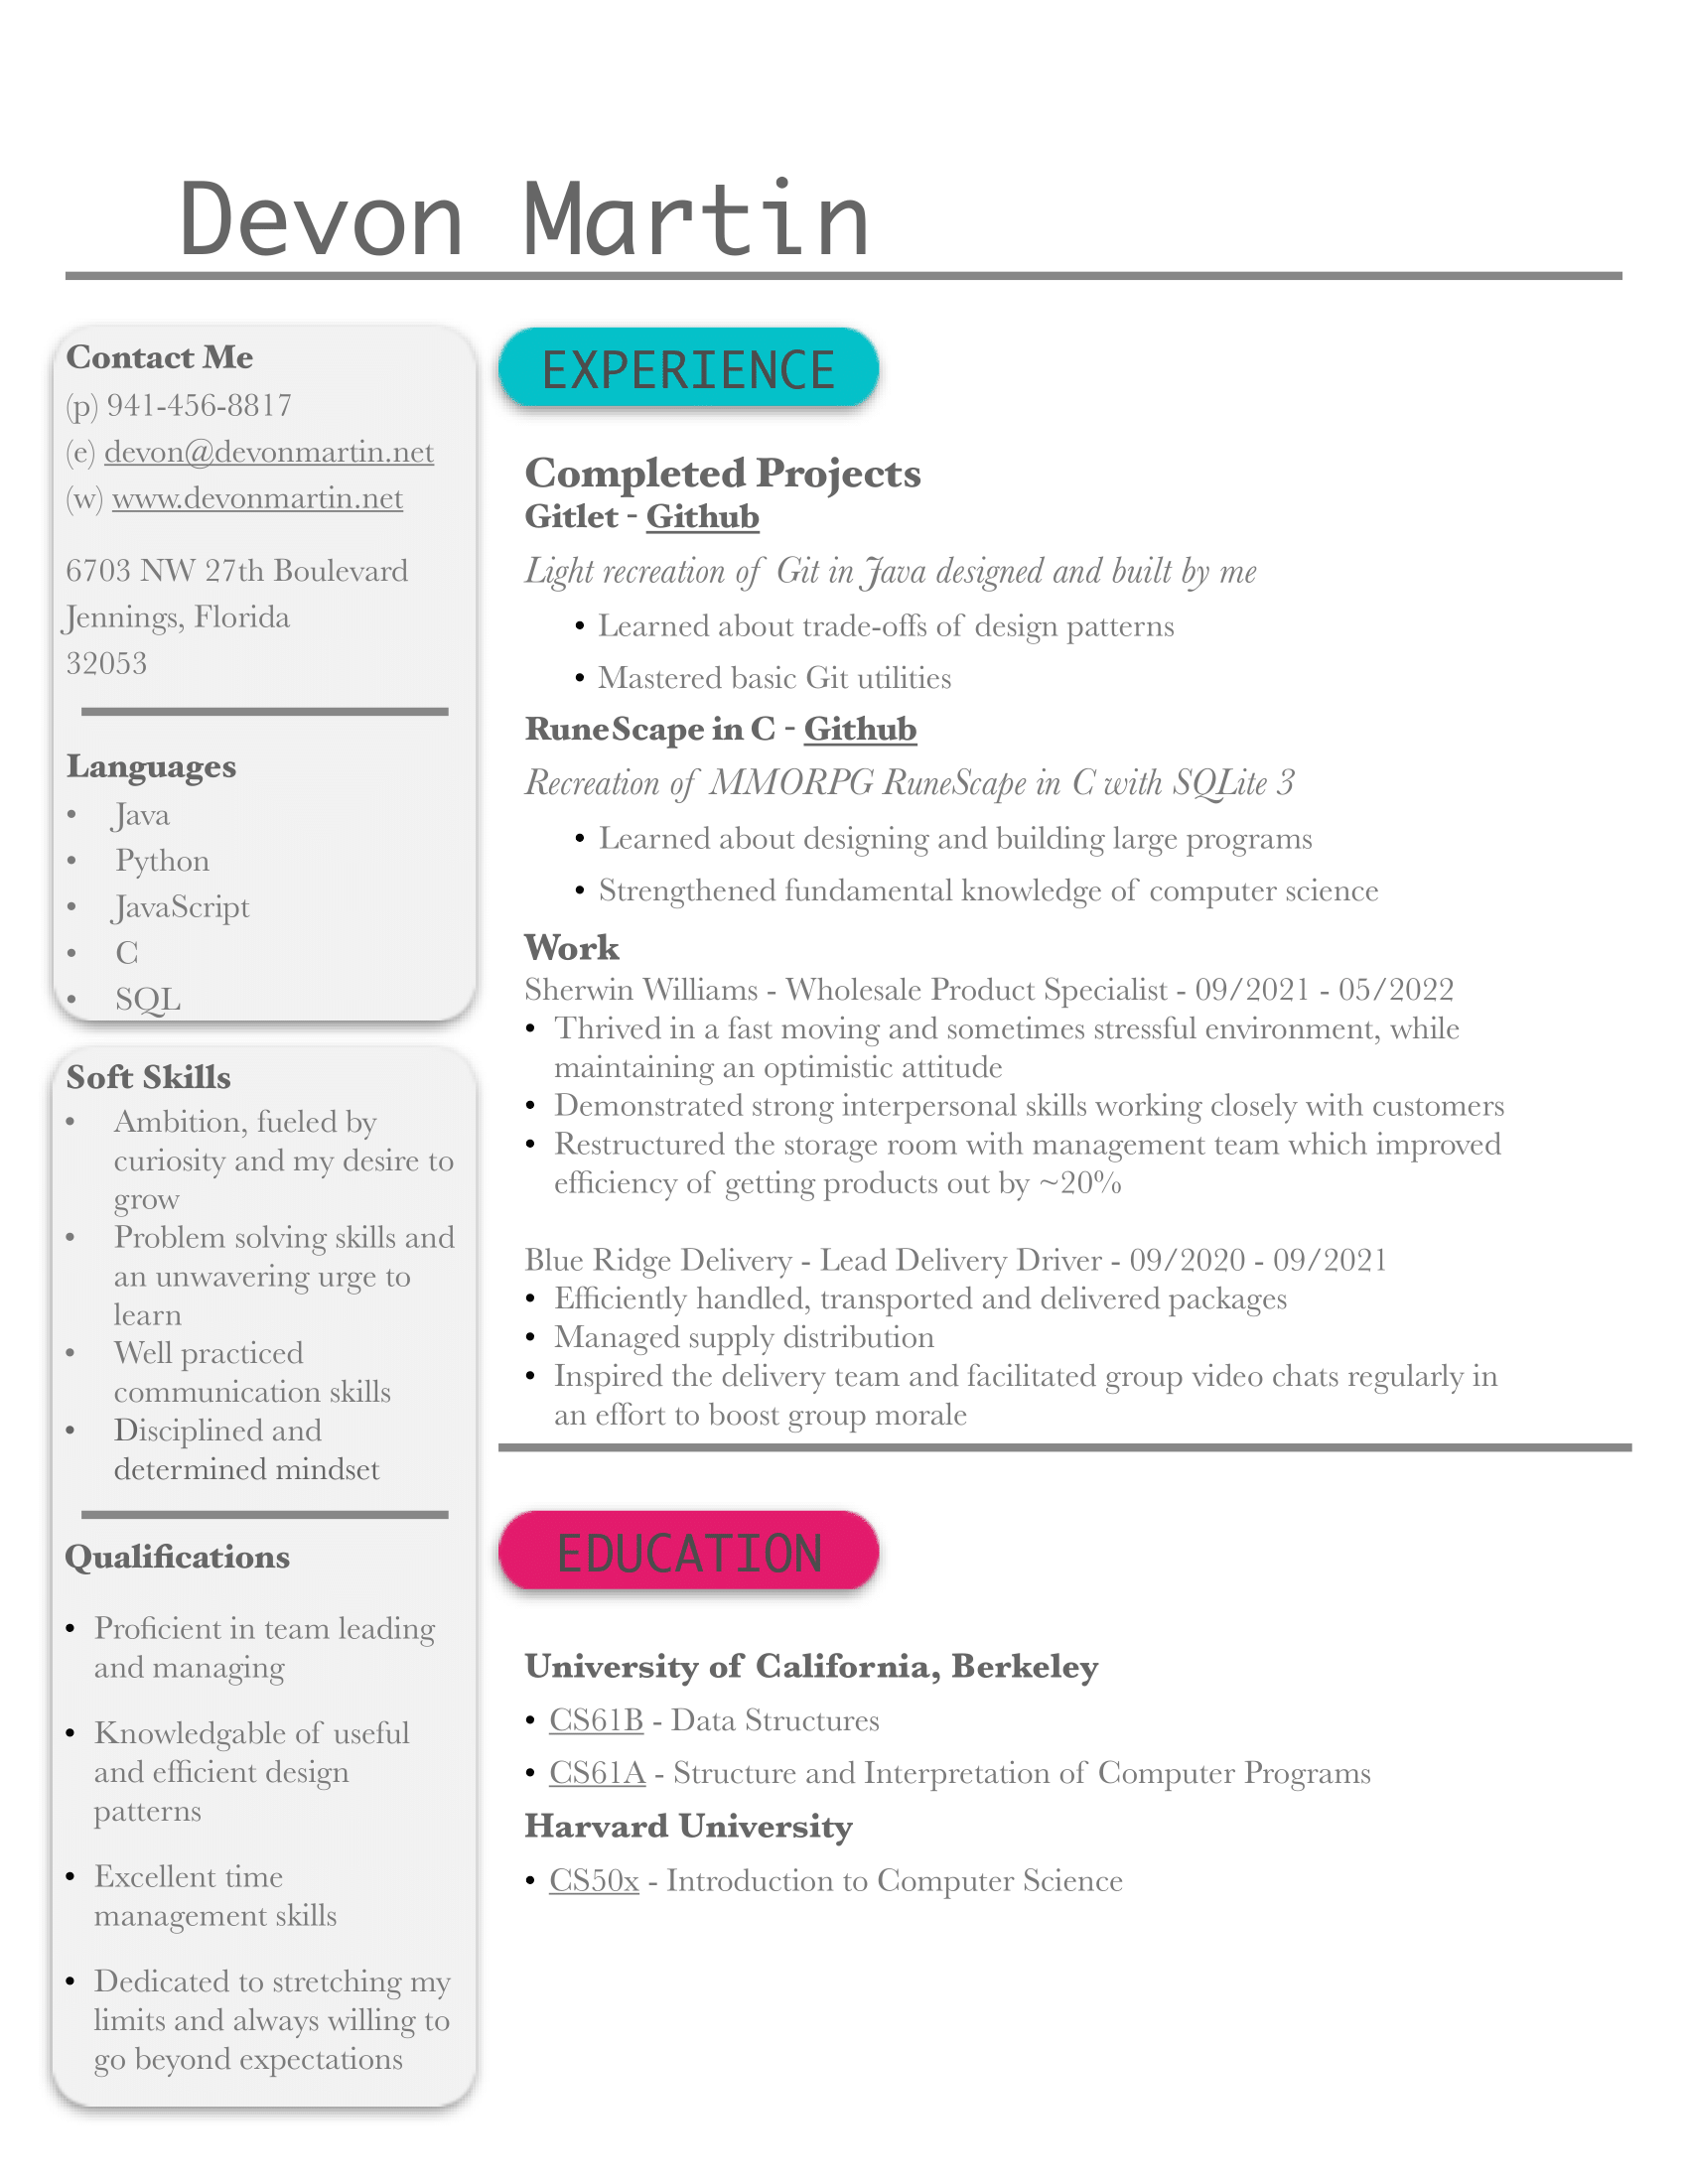 Devon Martin
Contact Me
(p) 941-456-8817
(e) devon@devonmartin.net
(w) www.devonmartin.net
6703 NW 27th Boulevard
Jennings, Florida
32053
Languages
• Java
• Python
• JavaScript
• C
• SQL
Soft Skills
• Ambition, fueled by
curiosity and my desire to
grow
• Problem solving skills and
an unwavering urge to
learn
• Well practiced
communication skills
• Disciplined and
determined mindset
Qualifications
• Proficient in team leading
and managing
• Knowledgable of useful
and efficient design
patterns
• Excellent time
management skills
• Dedicated to stretching my
limits and always willing to
go beyond expectations
EXPERIENCE
Completed Projects
Gitlet - Github
Light recreation of Git in Java designed and built by me
• Learned about trade-offs of design patterns
• Mastered basic Git utilities
RuneScape in C - Github
Recreation of MMORPG RuneScape in C with SQLite 3
• Learned about designing and building large programs
• Strengthened fundamental knowledge of computer science
Work
Sherwin Williams - Wholesale Product Specialist - 09/2021 - 05/2022
• Thrived in a fast moving and sometimes stressful environment, while
maintaining an optimistic attitude
• Demonstrated strong interpersonal skills working closely with customers
• Restructured the storage room with management team which improved
efficiency of getting products out by ~20%
Blue Ridge Delivery - Lead Delivery Driver - 09/2020 - 09/2021
• Efficiently handled, transported and delivered packages
• Managed supply distribution
• Inspired the delivery team and facilitated group video chats regularly in
an effort to boost group morale
EDUCATION
University of California, Berkeley
• CS61B - Data Structures
• CS61A - Structure and Interpretation of Computer Programs
Harvard University
• CS50x - Introduction to Computer Science